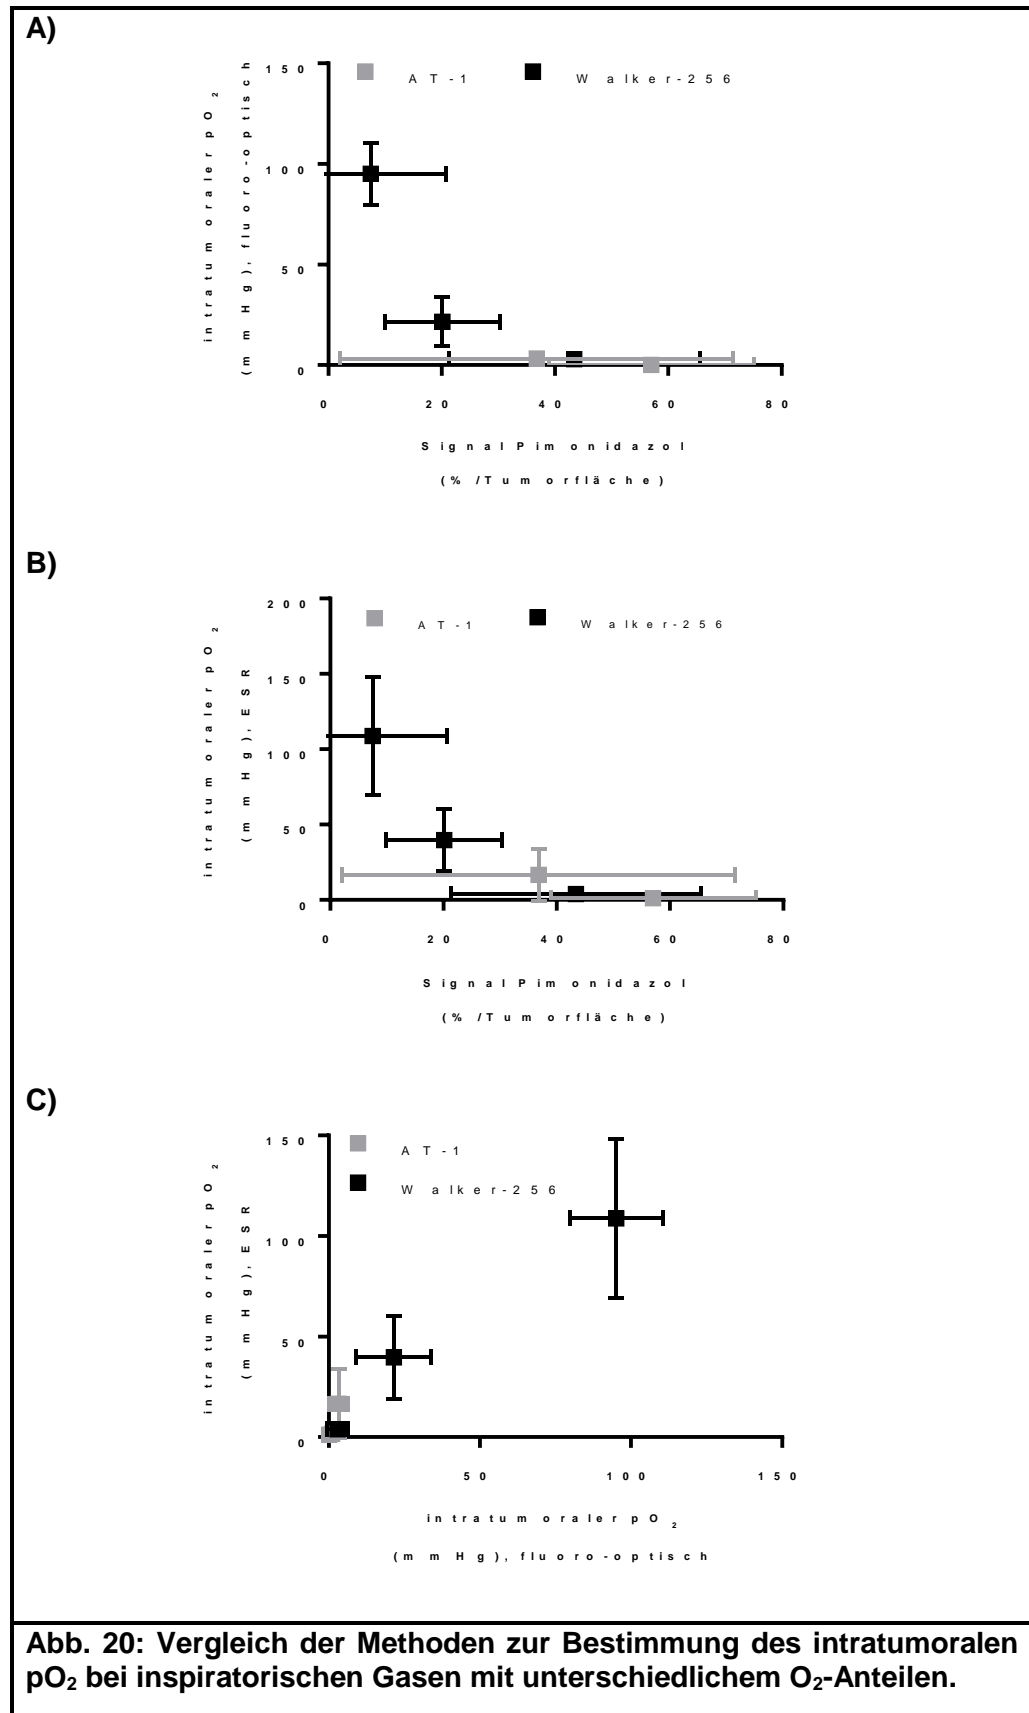 A)
intratumoraler pO₂
(mmHg), fluoro-optisch
AT-1
Walker-256
150
100
50
0
0 20 40 60 80
Signal Pimonidazol
(%/Tumorfläche)
B)
intratumoraler pO₂
(mmHg), ESR
AT-1
Walker-256
200
150
100
50
0
0 20 40 60 80
Signal Pimonidazol
(%/Tumorfläche)
C)
intratumoraler pO₂
(mmHg), ESR
AT-1
Walker-256
150
100
50
0
0 50 100 150
intratumoraler pO₂
(mmHg), fluoro-optisch
Abb. 20: Vergleich der Methoden zur Bestimmung des intratumoralen
pO₂ bei inspiratorischen Gasen mit unterschiedlichem O₂-Anteilen.